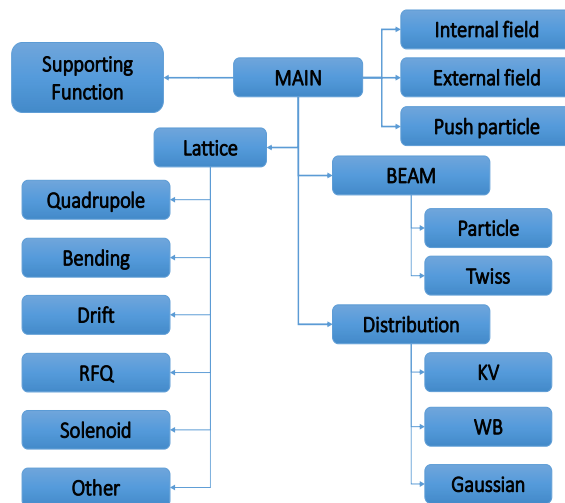 Internal field
Supporting
Function
MAIN
External field
Push particle
Lattice
BEAM
Quadrupole
Particle
Bending
Twiss
Drift
Distribution
RFQ
KV
Solenoid
WB
Other
Gaussian